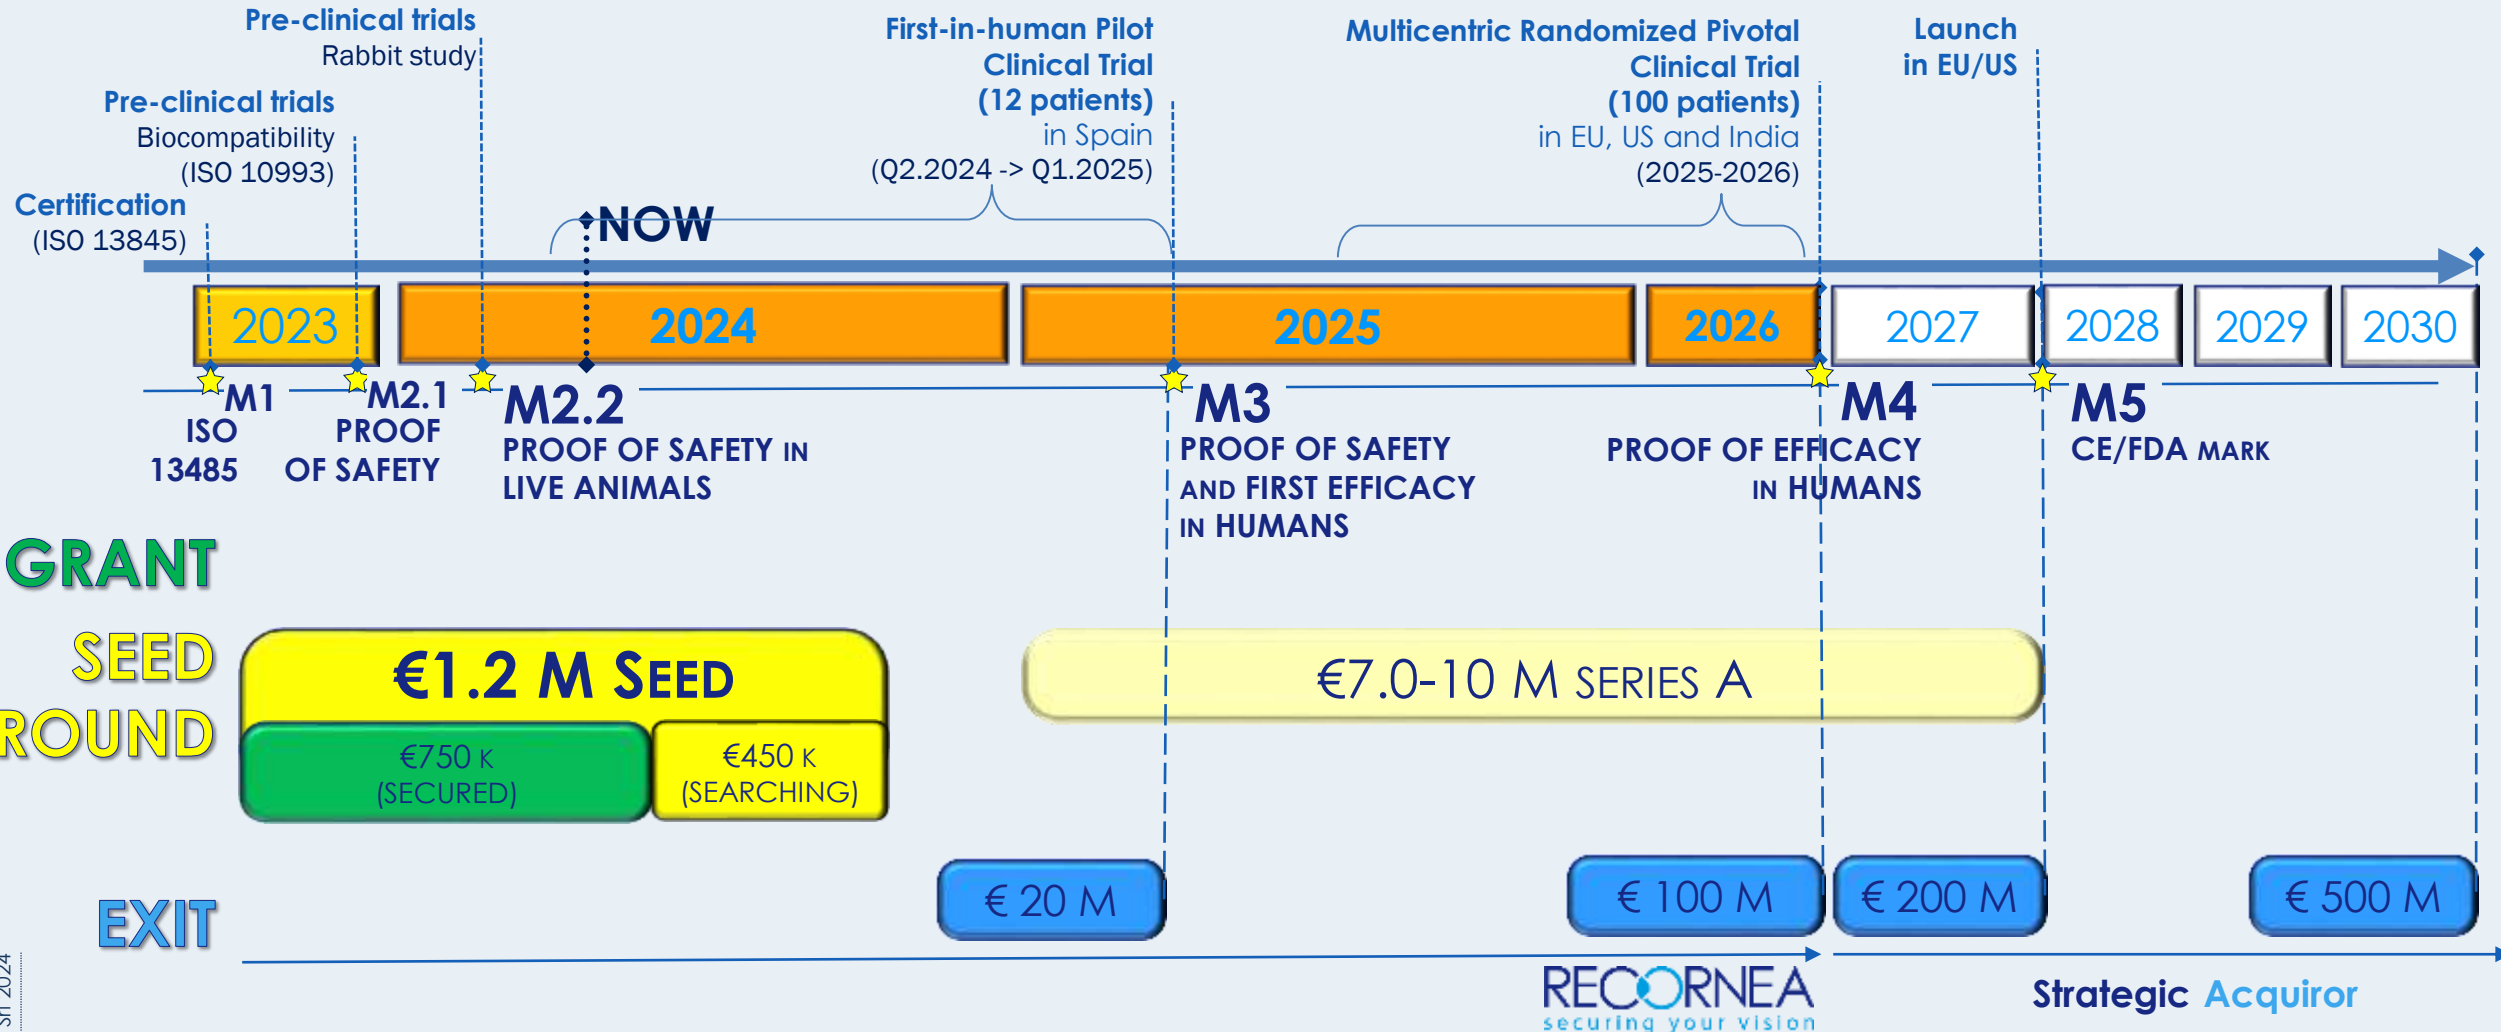 Pre-clinical trials
Rabbit study
Pre-clinical trials
Biocompatibility
(ISO 10993)
Certification
(ISO 13845)
First-in-human Pilot
Clinical Trial
(12 patients)
in Spain
(Q2.2024 -> Q1.2025)
Multicentric Randomized Pivotal
Clinical Trial
(100 patients)
in EU, US and India
(2025-2026)
Launch
in EU/US
NOW
2023
2024
2025
2026
2027
2028
2029
2030
M1
ISO
13485
M2.1
PROOF
OF SAFETY
M2.2
PROOF OF SAFETY IN
LIVE ANIMALS
M3
PROOF OF SAFETY
AND FIRST EFFICACY
IN HUMANS
M4
PROOF OF EFFICACY
IN HUMANS
M5
CE/FDA MARK
GRANT
SEED
ROUND
€1.2 M SEED
€750 K
(SECURED)
€450 K
(SEARCHING)
€7.0-10 M SERIES A
EXIT
€ 20 M
€ 100 M
€ 200 M
€ 500 M
RECORNEA
securing your vision
Strategic Acquiror
2024